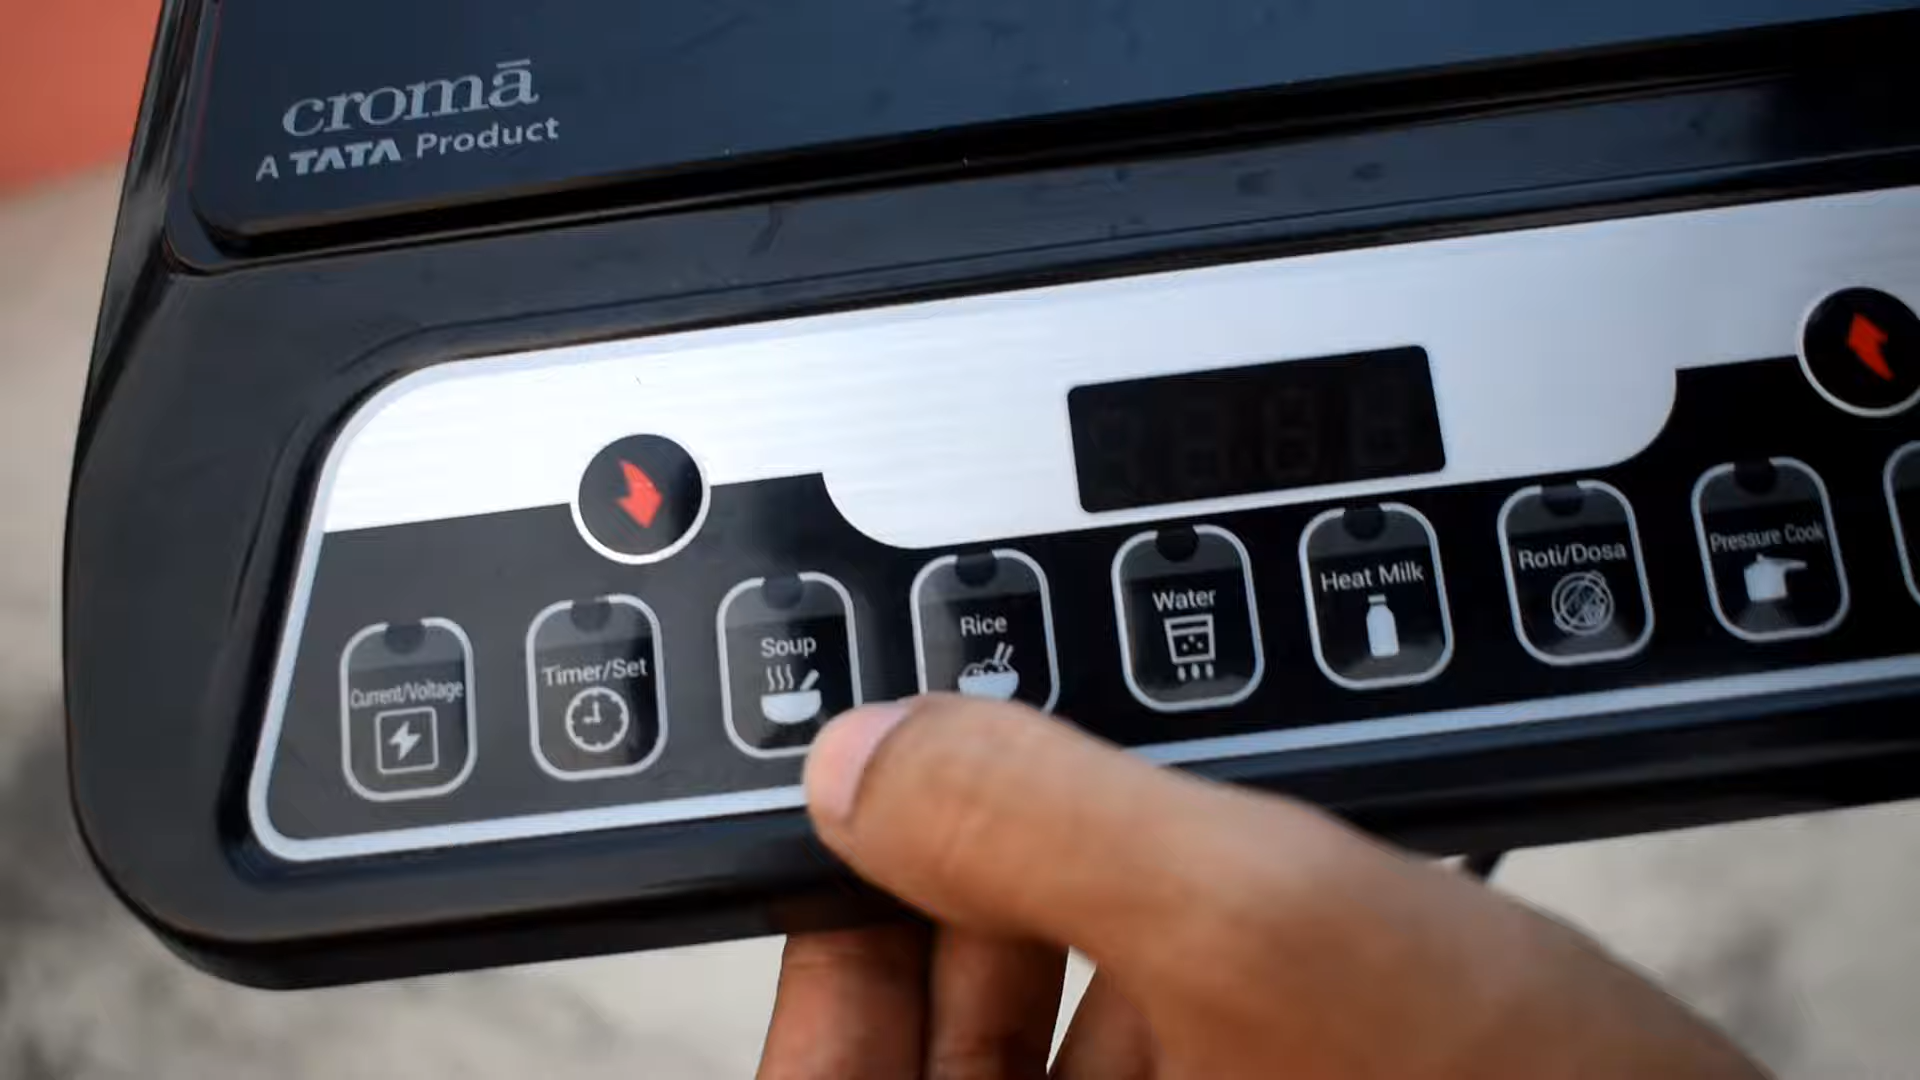 cromā
A TATA Product
Current/Voltage
Timer/Set
Soup
Rice
Water
Heat Milk
Roti/Dosa
Pressure Cook